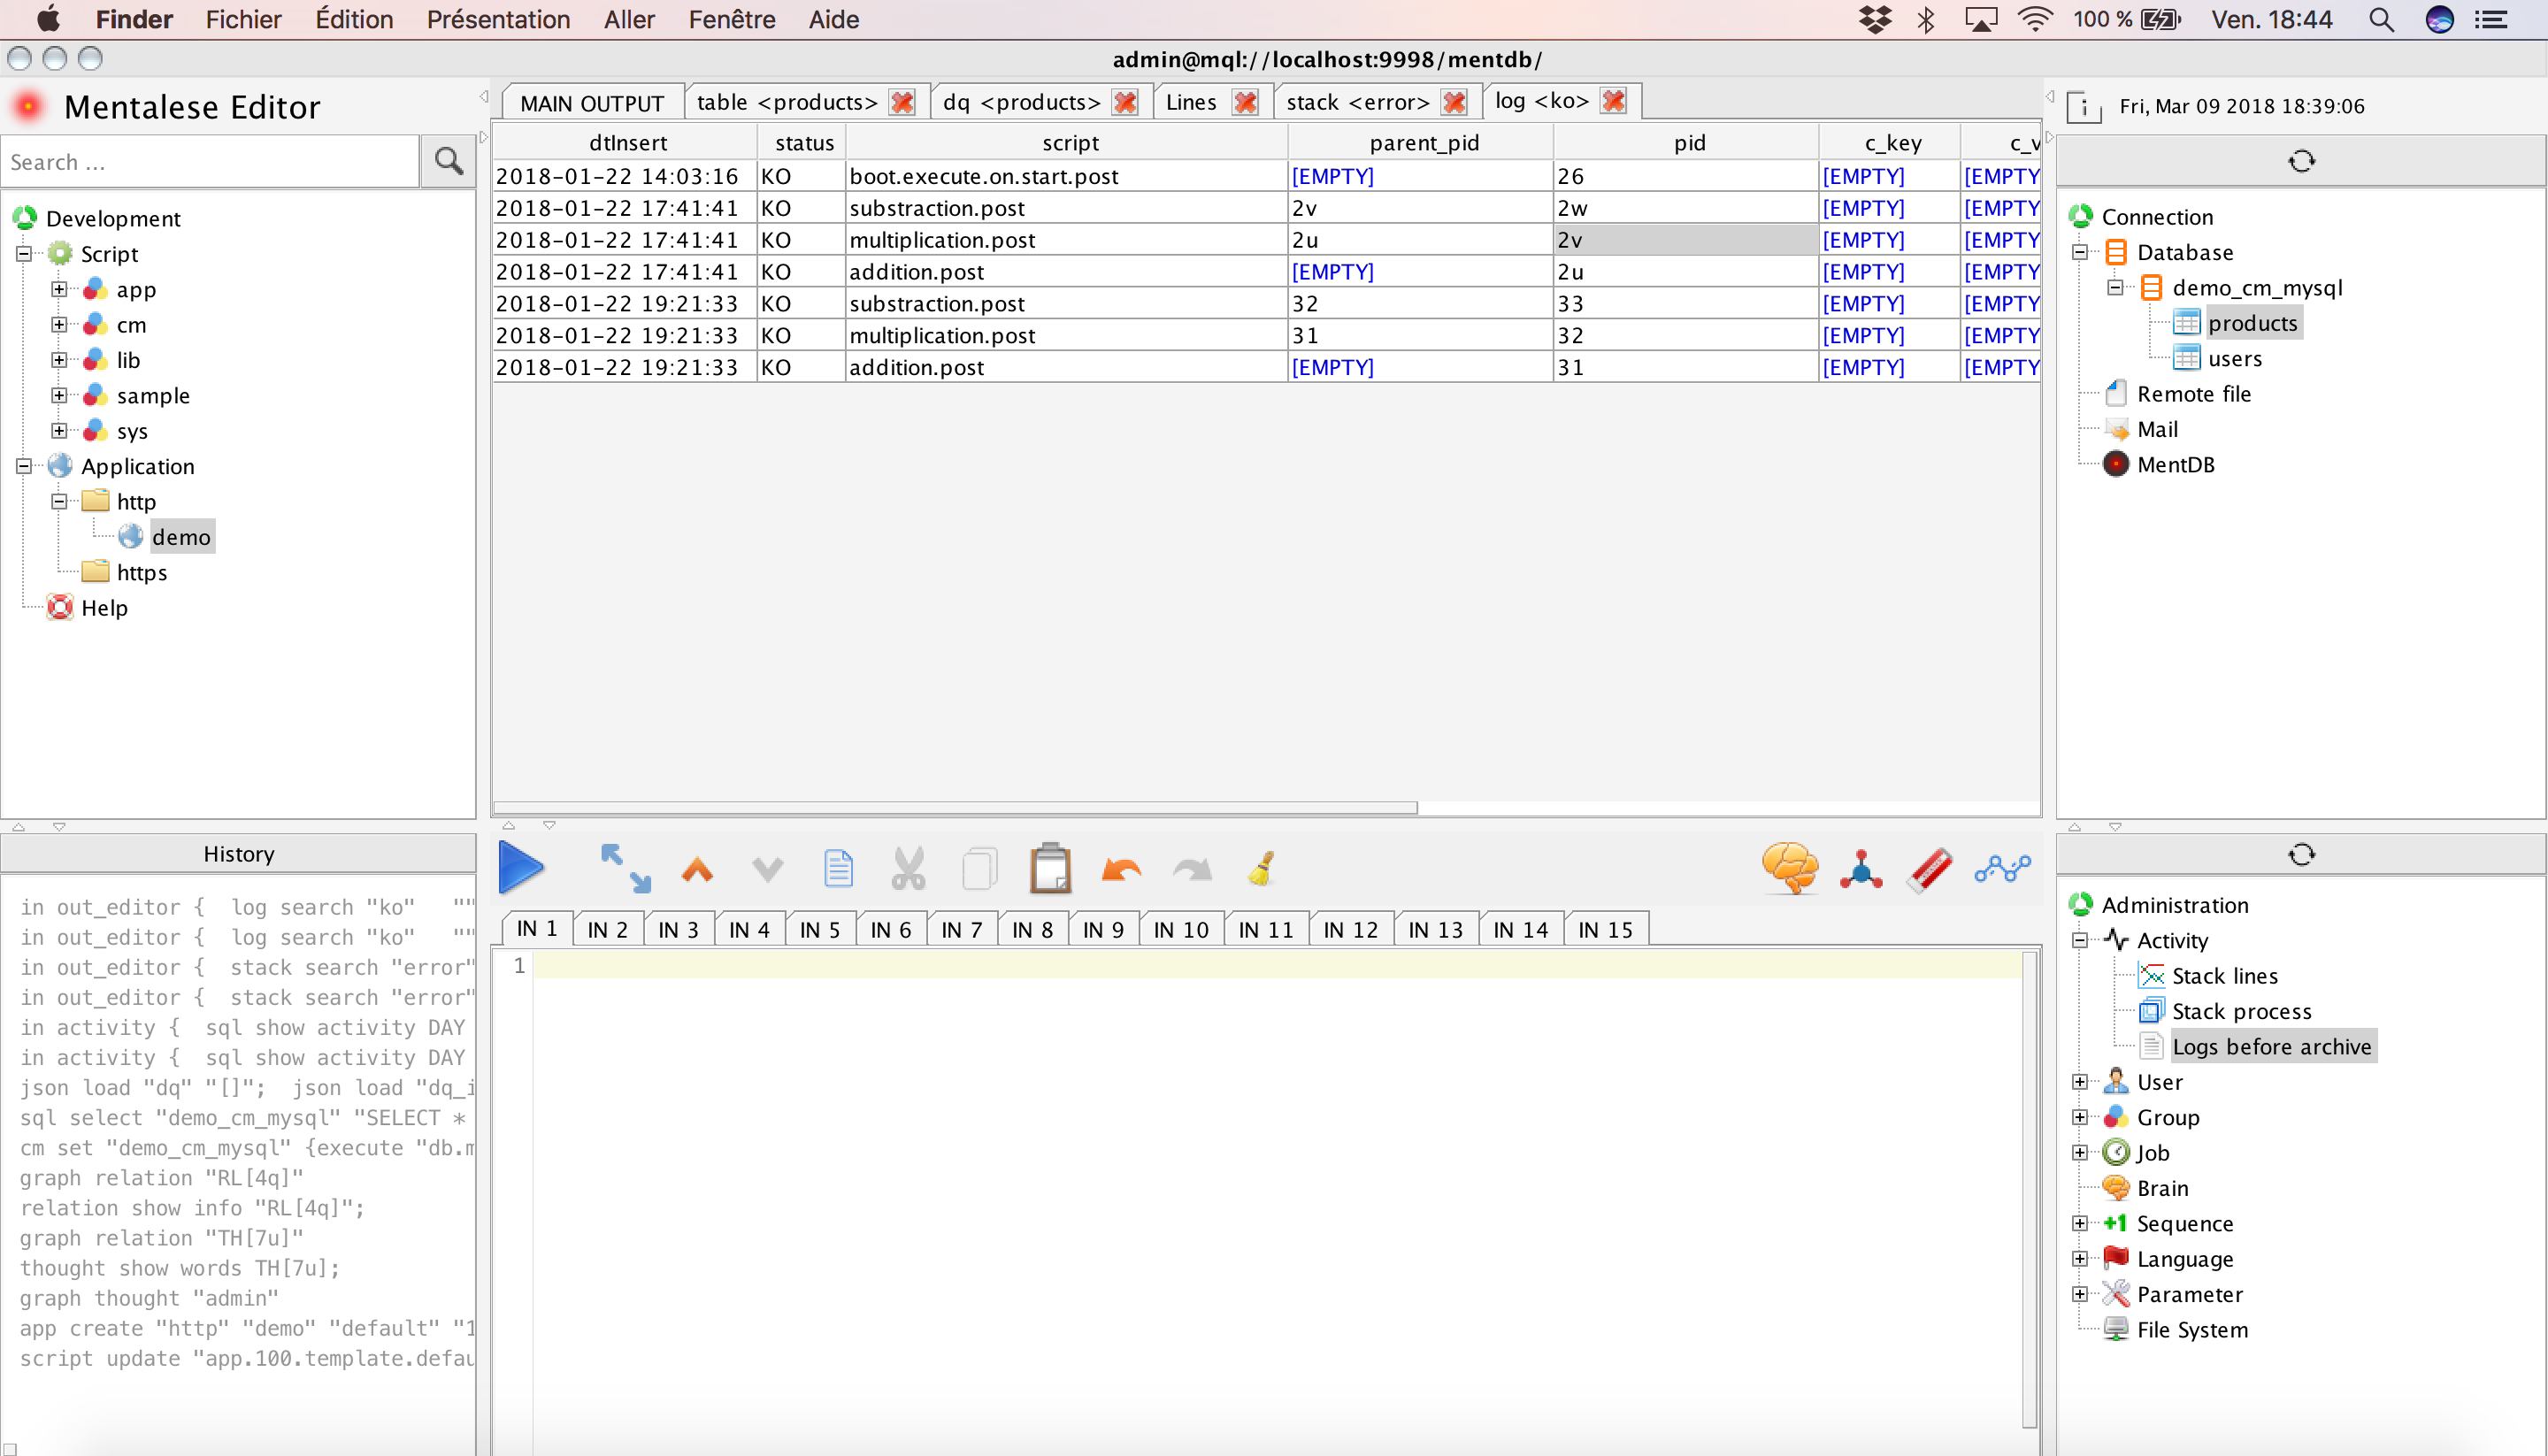 Finder Fichier Édition Présentation Aller Fenêtre Aide 100 % Ven. 18:44
admin@mql://localhost:9998/mentdb/
Mentalese Editor
Search ...
Development
Script
app
cm
lib
sample
sys
Application
http
demo
https
Help
MAIN OUTPUT table <products> dq <products> Lines stack <error> log <ko>
dtInsert status script parent_pid pid c_key c_v
2018-01-22 14:03:16 KO boot.execute.on.start.post [EMPTY] 26 [EMPTY] [EMPTY
2018-01-22 17:41:41 KO substraction.post 2v 2w [EMPTY] [EMPTY
2018-01-22 17:41:41 KO multiplication.post 2u 2v [EMPTY] [EMPTY
2018-01-22 17:41:41 KO addition.post [EMPTY] 2u [EMPTY] [EMPTY
2018-01-22 19:21:33 KO substraction.post 32 33 [EMPTY] [EMPTY
2018-01-22 19:21:33 KO multiplication.post 31 32 [EMPTY] [EMPTY
2018-01-22 19:21:33 KO addition.post [EMPTY] 31 [EMPTY] [EMPTY
i Fri, Mar 09 2018 18:39:06
Connection
Database
demo_cm_mysql
products
users
Remote file
Mail
MentDB
History
in out_editor { log search "ko" ""
in out_editor { log search "ko" ""
in out_editor { stack search "error"
in out_editor { stack search "error"
in activity { sql show activity DAY
in activity { sql show activity DAY
json load "dq" "[]"; json load "dq_i
sql select "demo_cm_mysql" "SELECT *
cm set "demo_cm_mysql" {execute "db.m
graph relation "RL[4q]"
relation show info "RL[4q]";
graph relation "TH[7u]"
thought show words TH[7u];
graph thought "admin"
app create "http" "demo" "default" "1
script update "app.100.template.defau
IN 1 IN 2 IN 3 IN 4 IN 5 IN 6 IN 7 IN 8 IN 9 IN 10 IN 11 IN 12 IN 13 IN 14 IN 15
1
Administration
Activity
Stack lines
Stack process
Logs before archive
User
Group
Job
Brain
+1 Sequence
Language
Parameter
File System